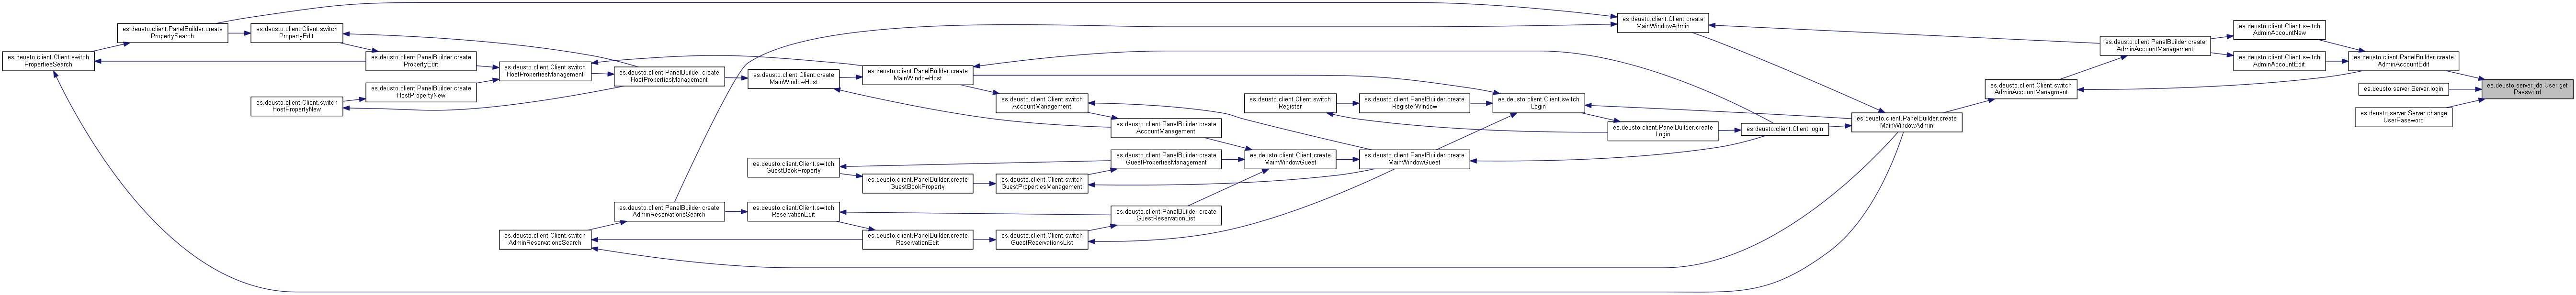 es.deusto.client.Client.switch
PropertiesSearch
es.deusto.client.PanelBuilder.create
PropertySearch
es.deusto.client.Client.switch
PropertyEdit
es.deusto.client.PanelBuilder.create
PropertyEdit
es.deusto.client.Client.switch
HostPropertyNew
es.deusto.client.PanelBuilder.create
HostPropertyNew
es.deusto.client.Client.switch
HostPropertiesManagement
es.deusto.client.PanelBuilder.create
HostPropertiesManagement
es.deusto.client.Client.create
MainWindowHost
es.deusto.client.PanelBuilder.create
MainWindowHost
es.deusto.client.Client.switch
AccountManagement
es.deusto.client.PanelBuilder.create
AccountManagement
es.deusto.client.Client.switch
GuestBookProperty
es.deusto.client.PanelBuilder.create
GuestBookProperty
es.deusto.client.Client.switch
GuestPropertiesManagement
es.deusto.client.PanelBuilder.create
GuestPropertiesManagement
es.deusto.client.PanelBuilder.create
AdminReservationsSearch
es.deusto.client.Client.switch
AdminReservationsSearch
es.deusto.client.Client.switch
ReservationEdit
es.deusto.client.PanelBuilder.create
ReservationEdit
es.deusto.client.Client.switch
GuestReservationsList
es.deusto.client.PanelBuilder.create
GuestReservationList
es.deusto.client.Client.create
MainWindowGuest
es.deusto.client.PanelBuilder.create
MainWindowGuest
es.deusto.client.Client.switch
Register
es.deusto.client.PanelBuilder.create
RegisterWindow
es.deusto.client.Client.switch
Login
es.deusto.client.PanelBuilder.create
Login
es.deusto.client.Client.create
MainWindowAdmin
es.deusto.client.Client.login
es.deusto.client.PanelBuilder.create
MainWindowAdmin
es.deusto.client.Client.switch
AdminAccountManagment
es.deusto.client.PanelBuilder.create
AdminAccountManagement
es.deusto.client.Client.switch
AdminAccountNew
es.deusto.client.Client.switch
AdminAccountEdit
es.deusto.client.PanelBuilder.create
AdminAccountEdit
es.deusto.server.Server.login
es.deusto.server.Server.change
UserPassword
es.deusto.server.jdo.User.get
Password